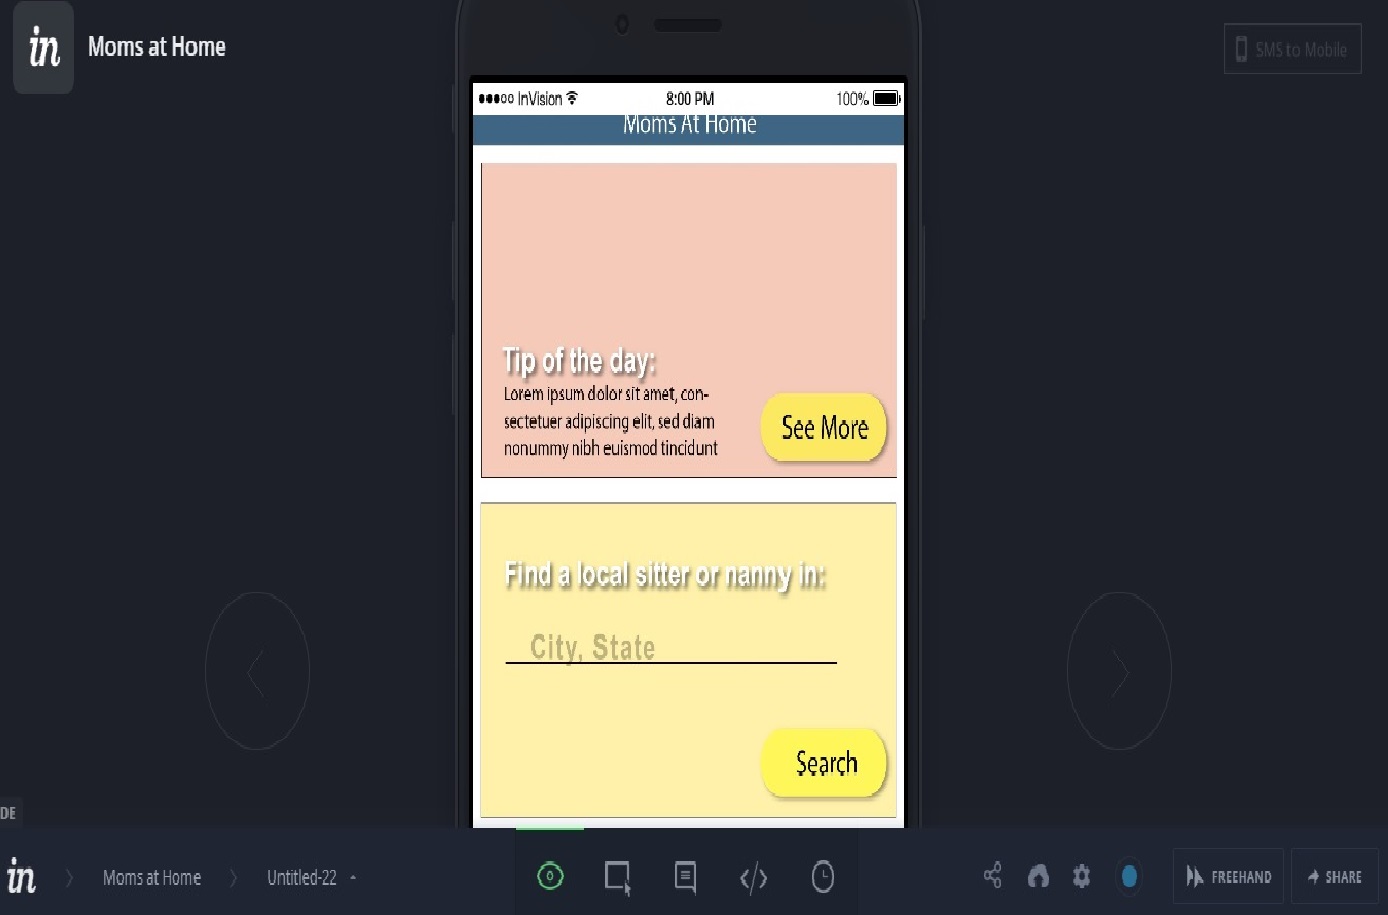 in Moms at Home
SMS to Mobile
InVision 8:00 PM 100%
Moms At Home
Tip of the day:
Lorem ipsum dolor sit amet, con-
sectetuer adipiscing elit, sed diam
nonummy nibh euismod tincidunt
See More
Find a local sitter or nanny in:
City, State
Search
DE
in Moms at Home Untitled-22 </> FREEHAND SHARE